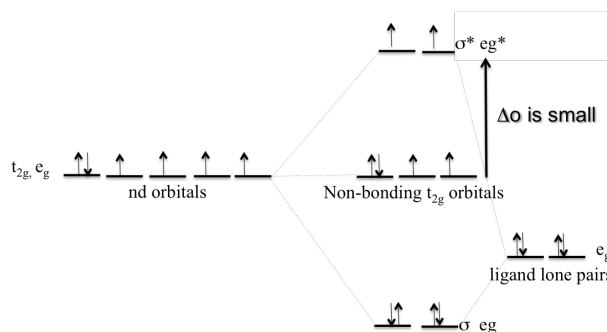 σ* eg*
Δo is small
t2g, eg
nd orbitals
Non-bonding t2g orbitals
eg
ligand lone pairs
σ eg